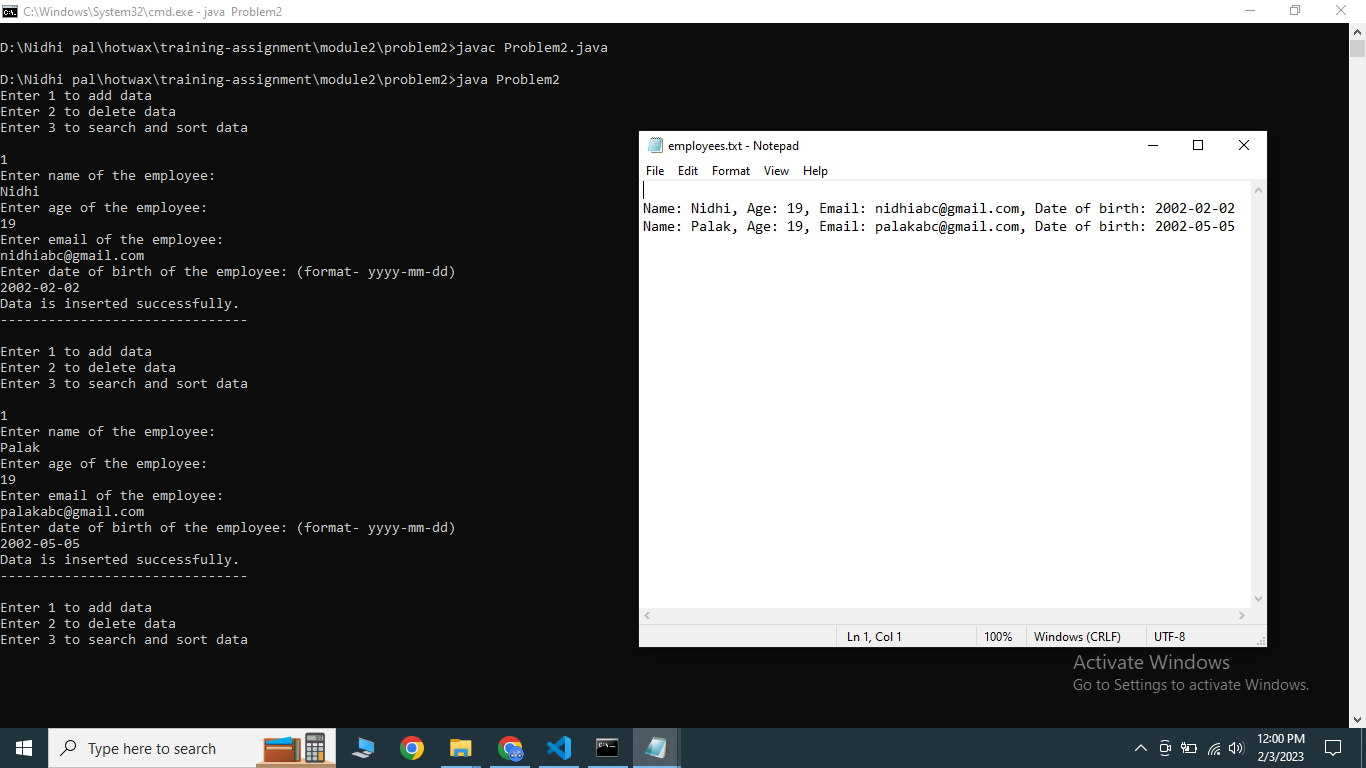 C:\Windows\System32\cmd.exe - java Problem2
D:\Nidhi pal\hotwax\training-assignment\module2\problem2>javac Problem2.java
D:\Nidhi pal\hotwax\training-assignment\module2\problem2>java Problem2
Enter 1 to add data
Enter 2 to delete data
Enter 3 to search and sort data
1
Enter name of the employee:
Nidhi
Enter age of the employee:
19
Enter email of the employee:
nidhiabc@gmail.com
Enter date of birth of the employee: (format- yyyy-mm-dd)
2002-02-02
Data is inserted successfully.
-------------------------------
Enter 1 to add data
Enter 2 to delete data
Enter 3 to search and sort data
1
Enter name of the employee:
Palak
Enter age of the employee:
19
Enter email of the employee:
palakabc@gmail.com
Enter date of birth of the employee: (format- yyyy-mm-dd)
2002-05-05
Data is inserted successfully.
-------------------------------
Enter 1 to add data
Enter 2 to delete data
Enter 3 to search and sort data
employees.txt - Notepad
File Edit Format View Help
Name: Nidhi, Age: 19, Email: nidhiabc@gmail.com, Date of birth: 2002-02-02
Name: Palak, Age: 19, Email: palakabc@gmail.com, Date of birth: 2002-05-05
Ln 1, Col 1 100% Windows (CRLF) UTF-8
Activate Windows
Go to Settings to activate Windows.
Type here to search
12:00 PM
2/3/2023